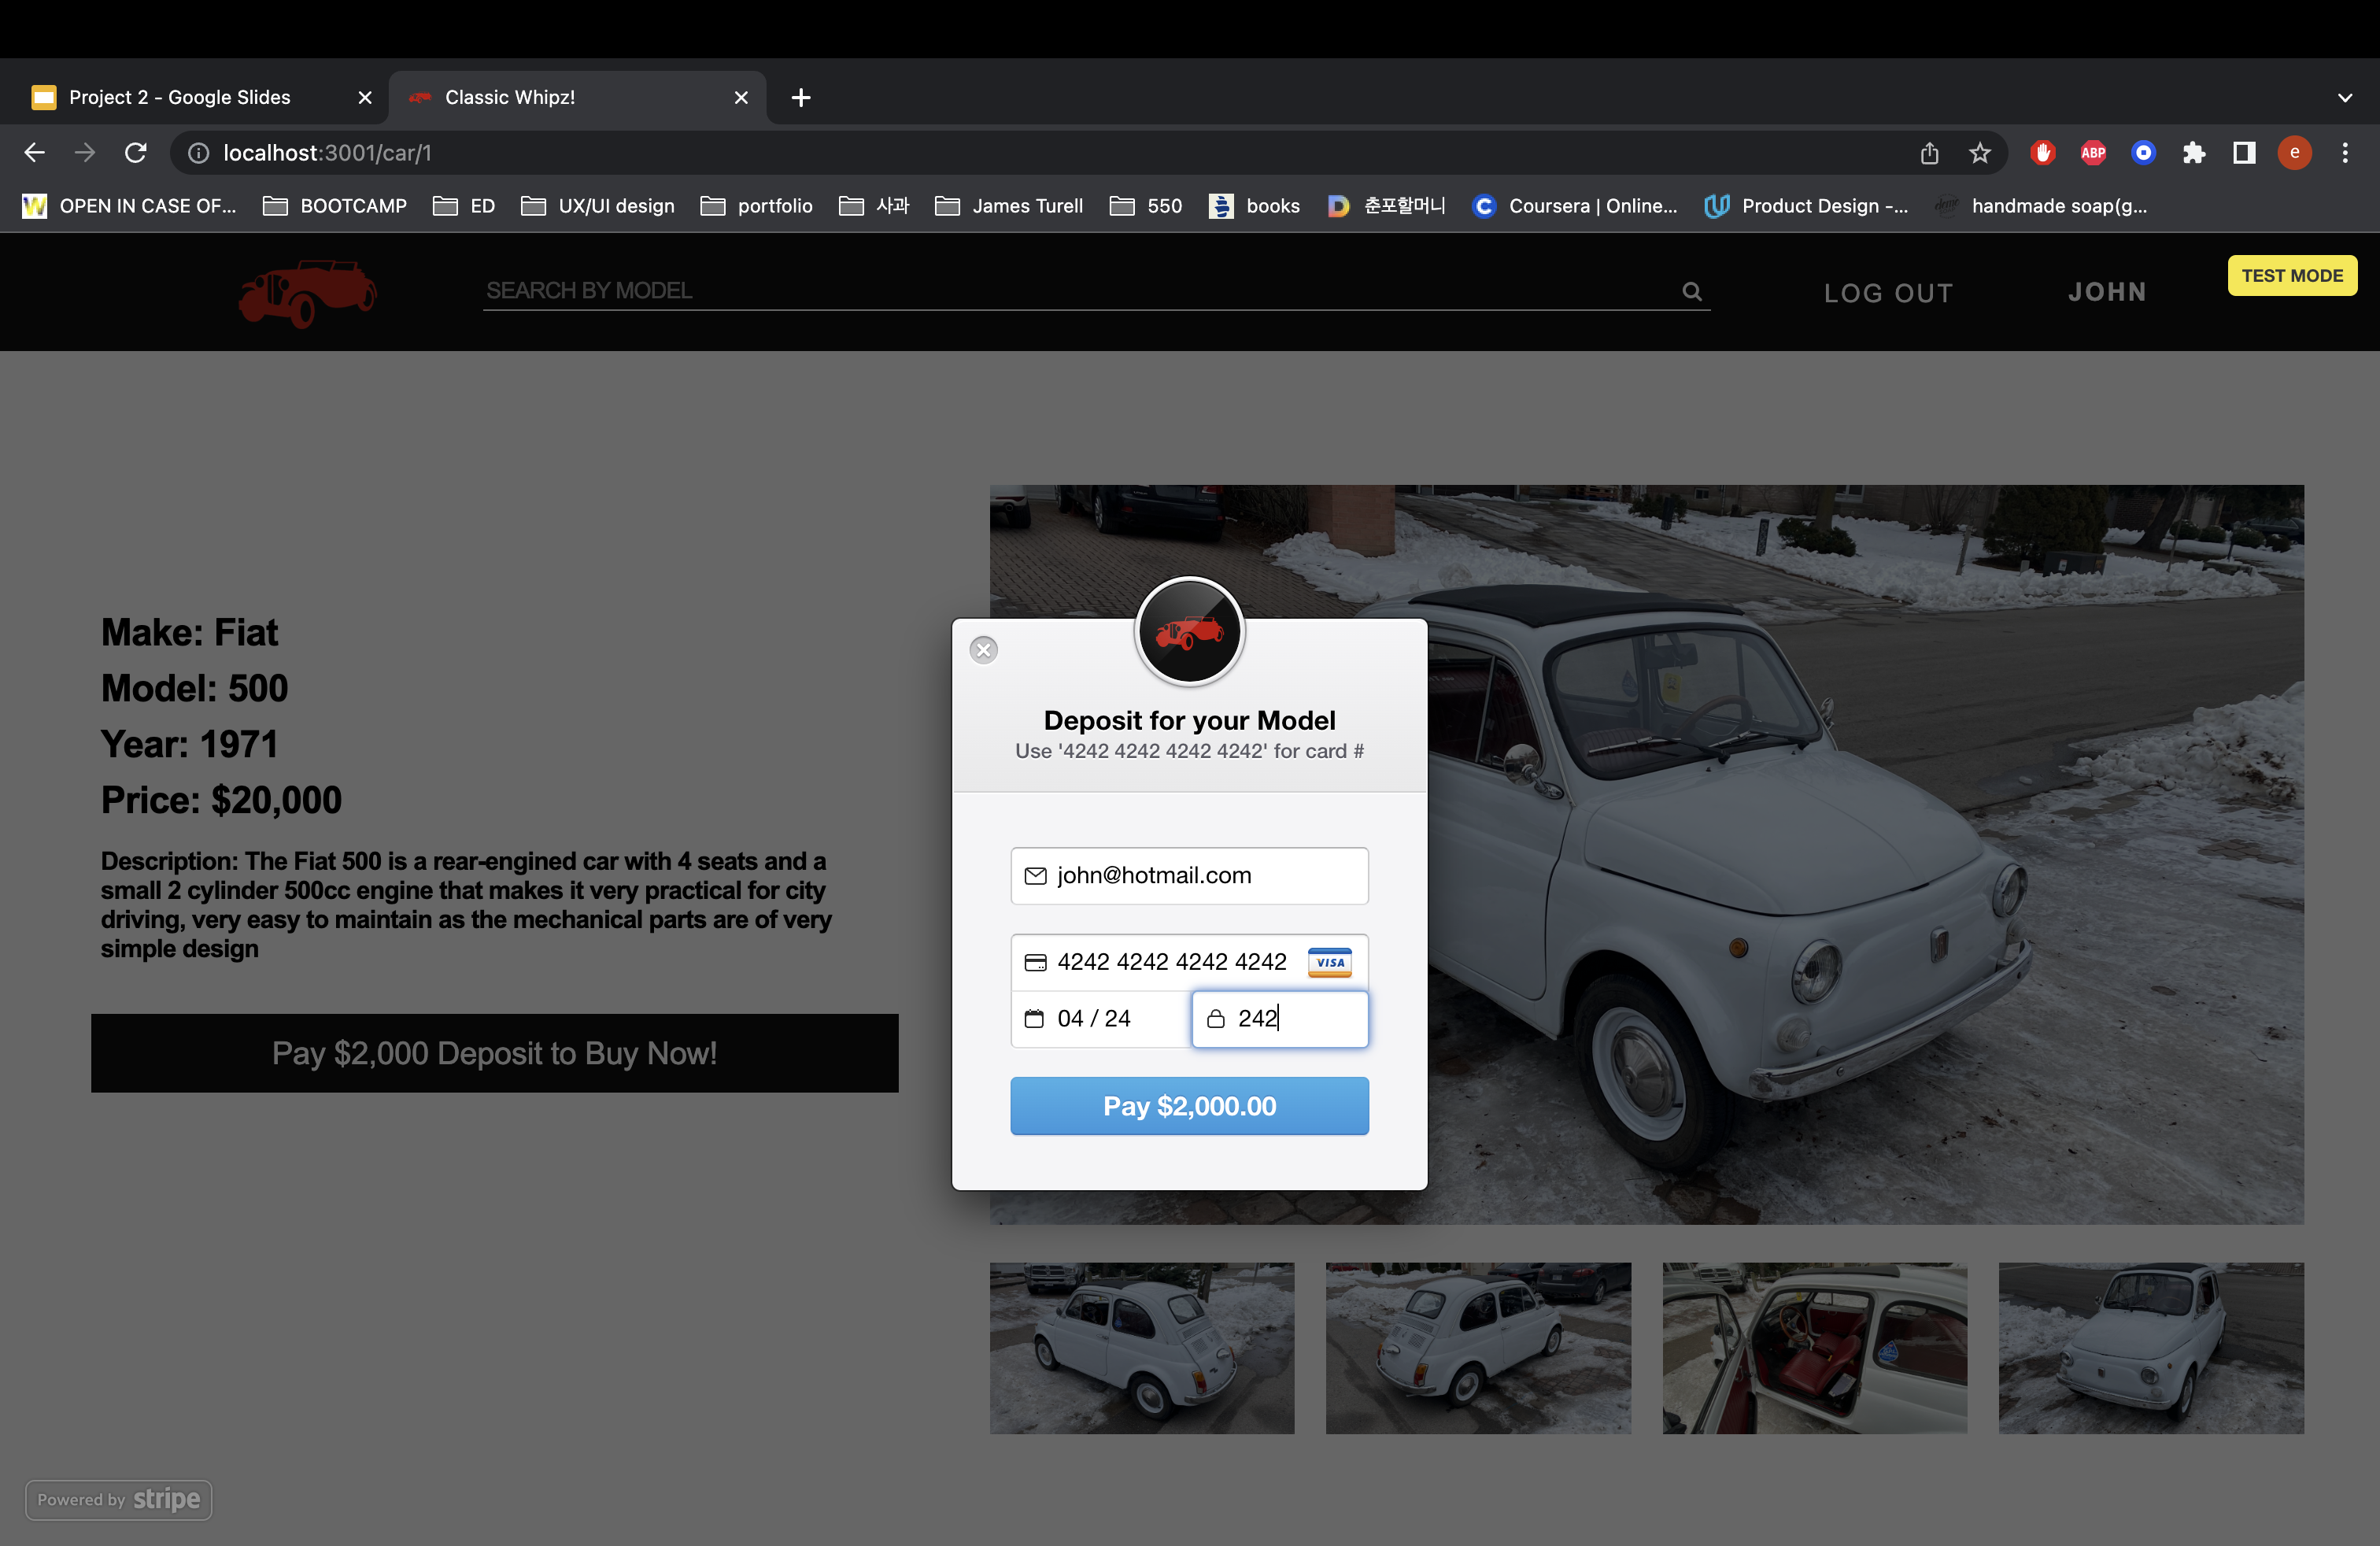 Project 2 - Google Slides
Classic Whipz!
localhost:3001/car/1
ABP
e
OPEN IN CASE OF...
BOOTCAMP
ED
UX/UI design
portfolio
사과
James Turell
550
books
춘포할머니
Coursera | Online...
Product Design -...
handmade soap(g...
SEARCH BY MODEL
LOG OUT
JOHN
TEST MODE
Make: Fiat
Model: 500
Year: 1971
Price: $20,000
Description: The Fiat 500 is a rear-engined car with 4 seats and a
small 2 cylinder 500cc engine that makes it very practical for city
driving, very easy to maintain as the mechanical parts are of very
simple design
Pay $2,000 Deposit to Buy Now!
Deposit for your Model
Use '4242 4242 4242 4242' for card #
john@hotmail.com
4242 4242 4242 4242
VISA
04 / 24
242
Pay $2,000.00
Powered by stripe